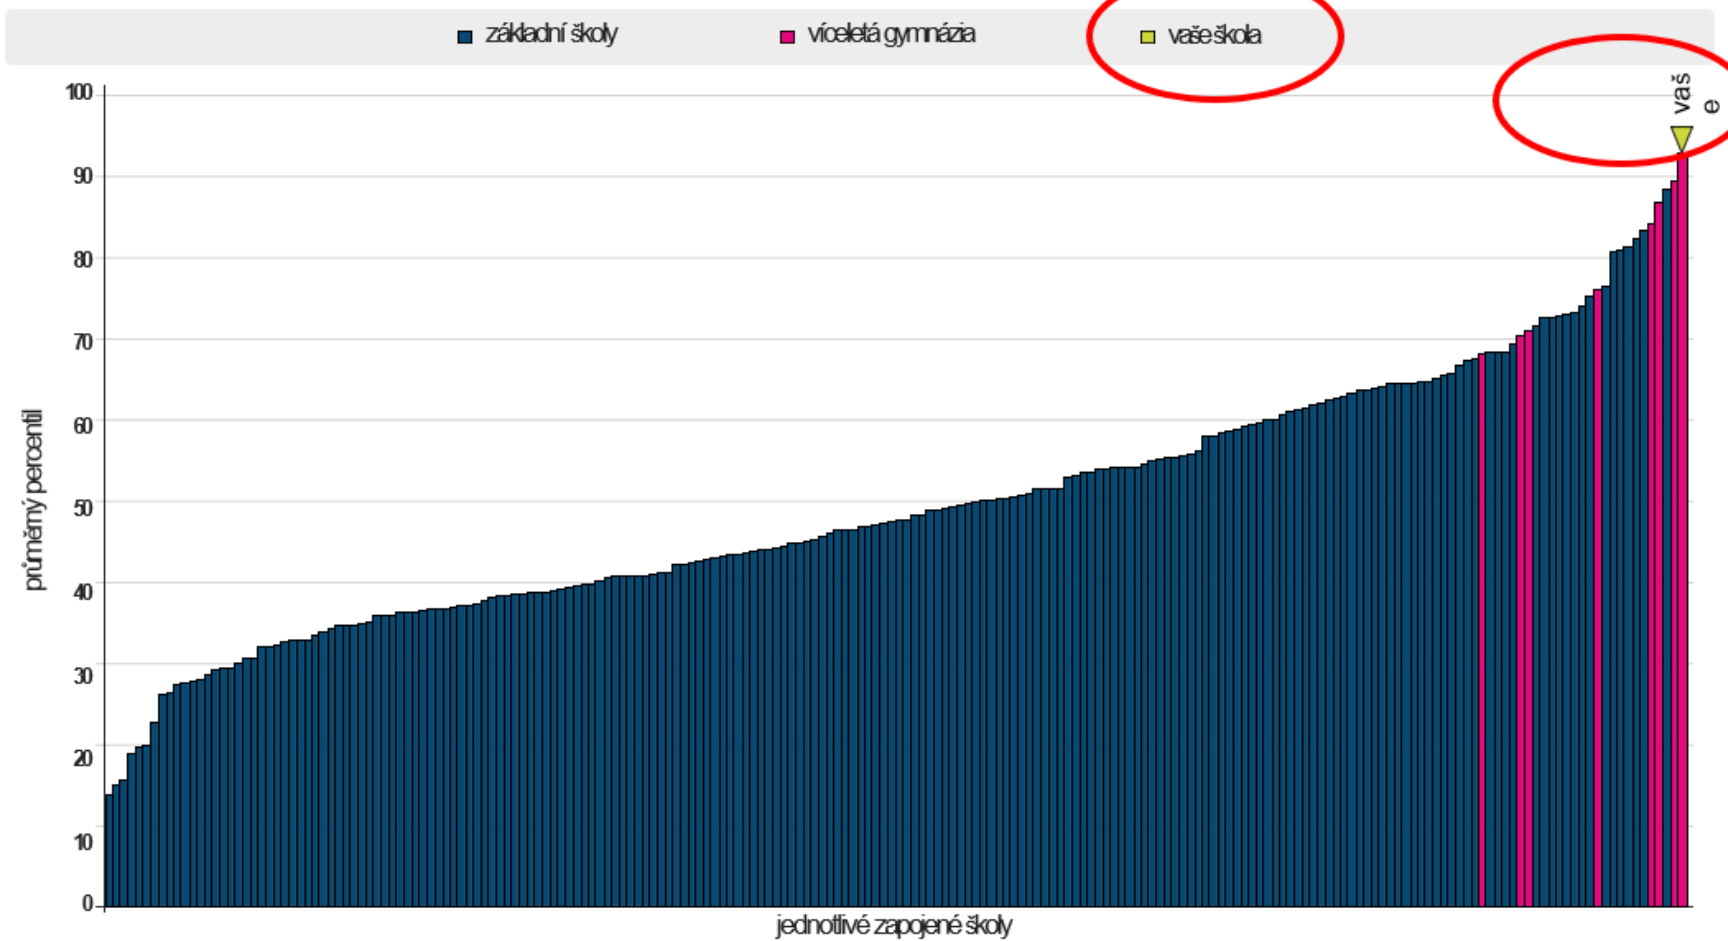 základní školy
víceletá gymnázia
vaše škola
vaš
e
100
90
80
70
60
50
40
30
20
10
0
průměrný percentil
jednotlivé zapojené školy